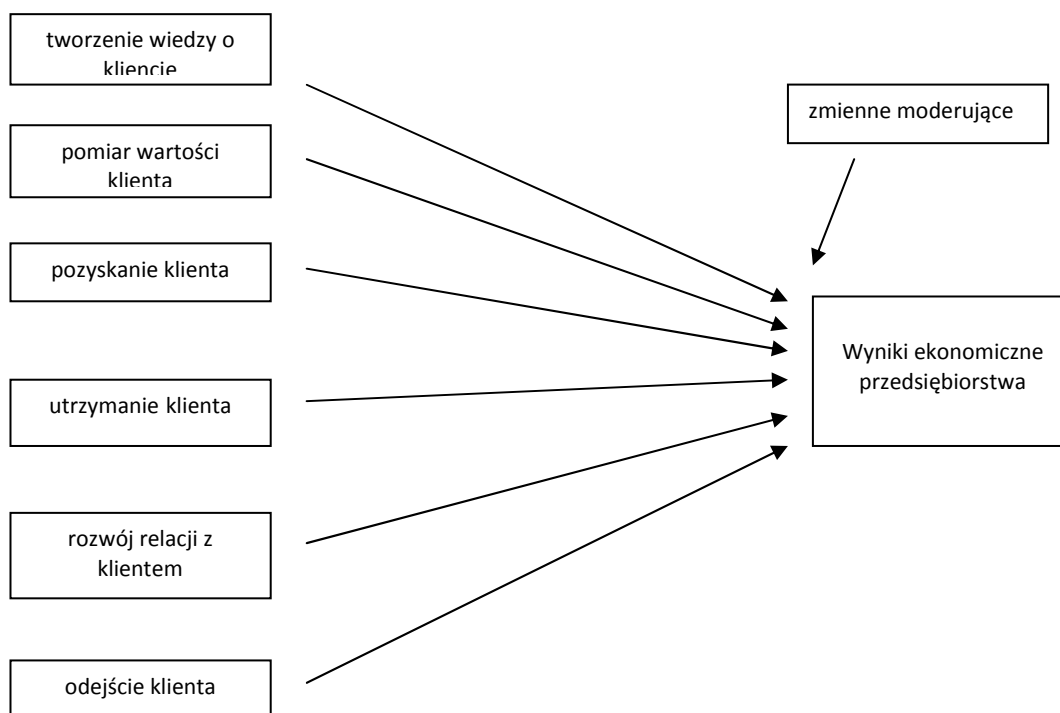 tworzenie wiedzy o
kliencie
zmienne moderujące
pomiar wartości
klienta
pozyskanie klienta
Wyniki ekonomiczne
przedsiębiorstwa
utrzymanie klienta
rozwój relacji z
klientem
odejście klienta